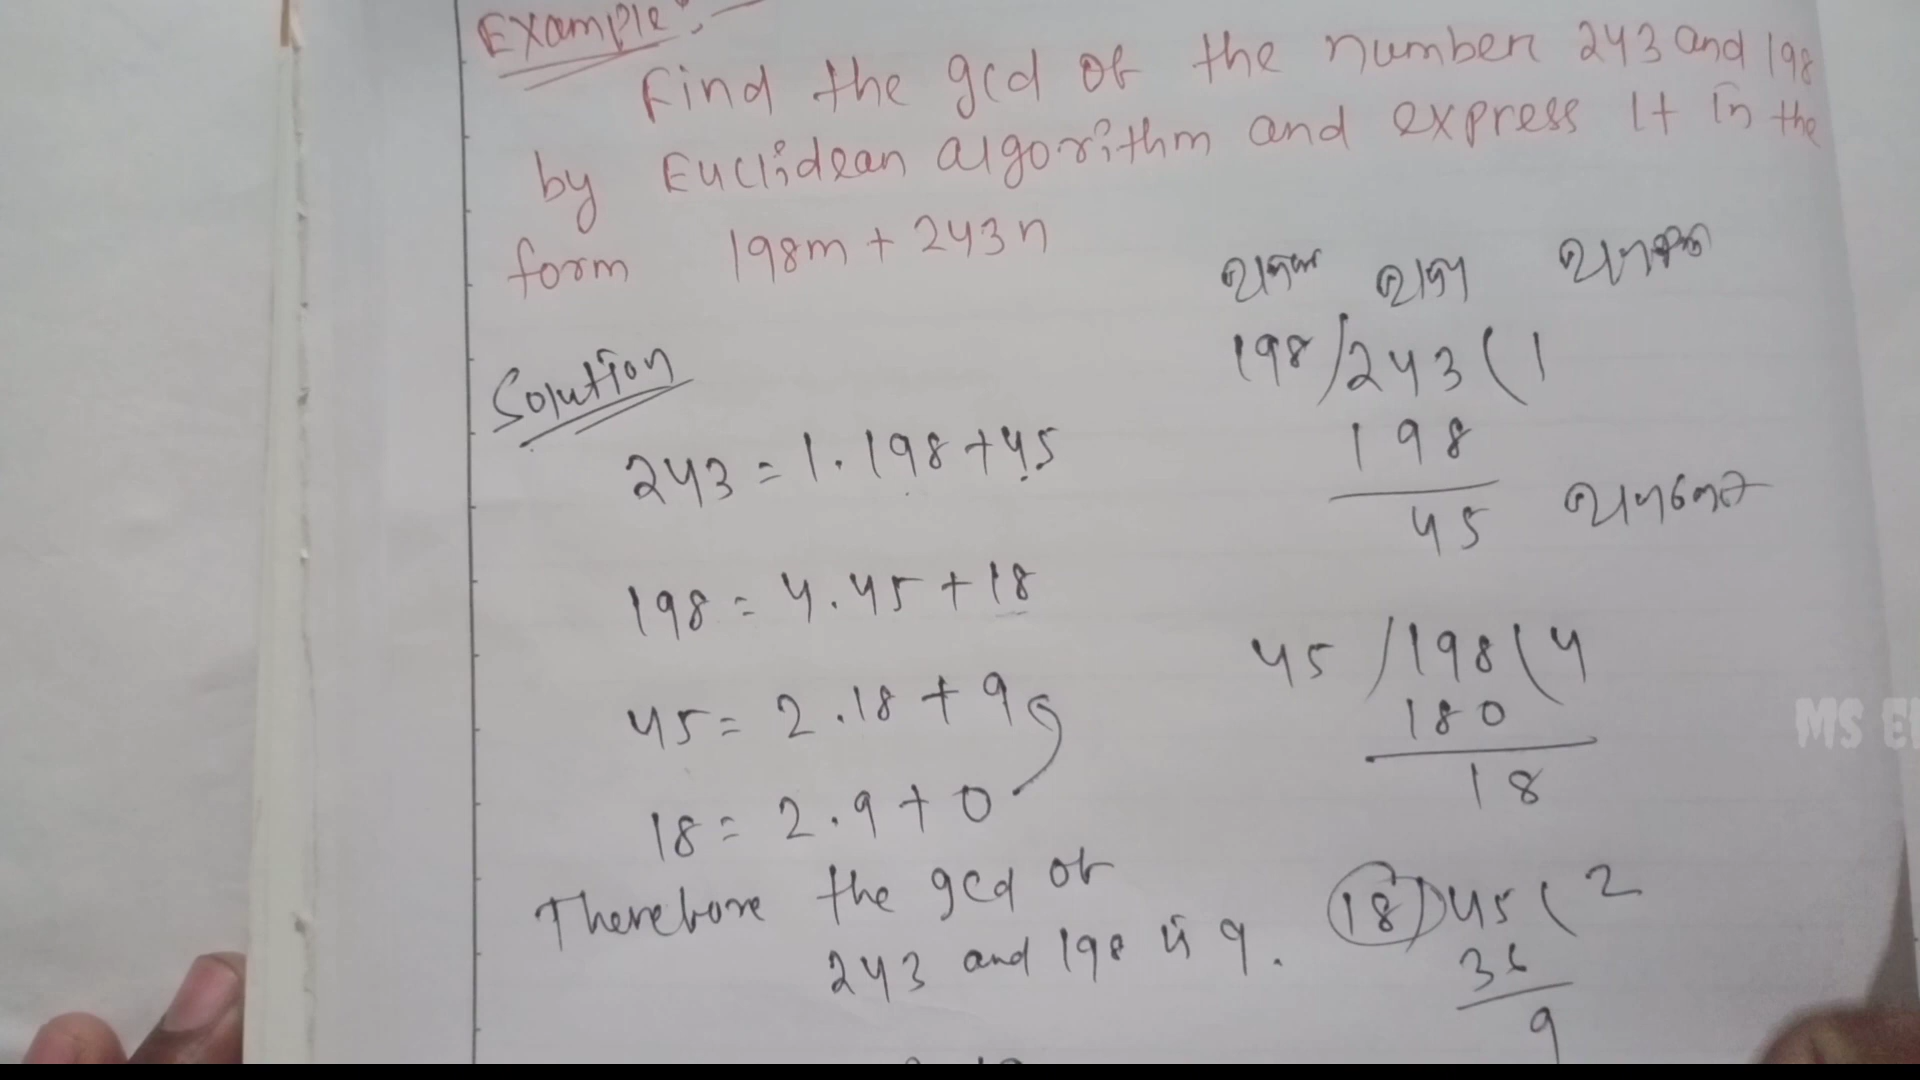 Example:-
Find the gcd of the number 243 and 198
by Euclidean algorithm and express it in the
form 198m + 243n
Solution
243 = 1.198+45
198 = 4.45 + 18
45 = 2.18 + 9
18 = 2.9 + 0
Therefore the gcd of
243 and 198 is 9.
198)243(1
198
45
45)198(4
180
18
18)45(2
36
9
MS E